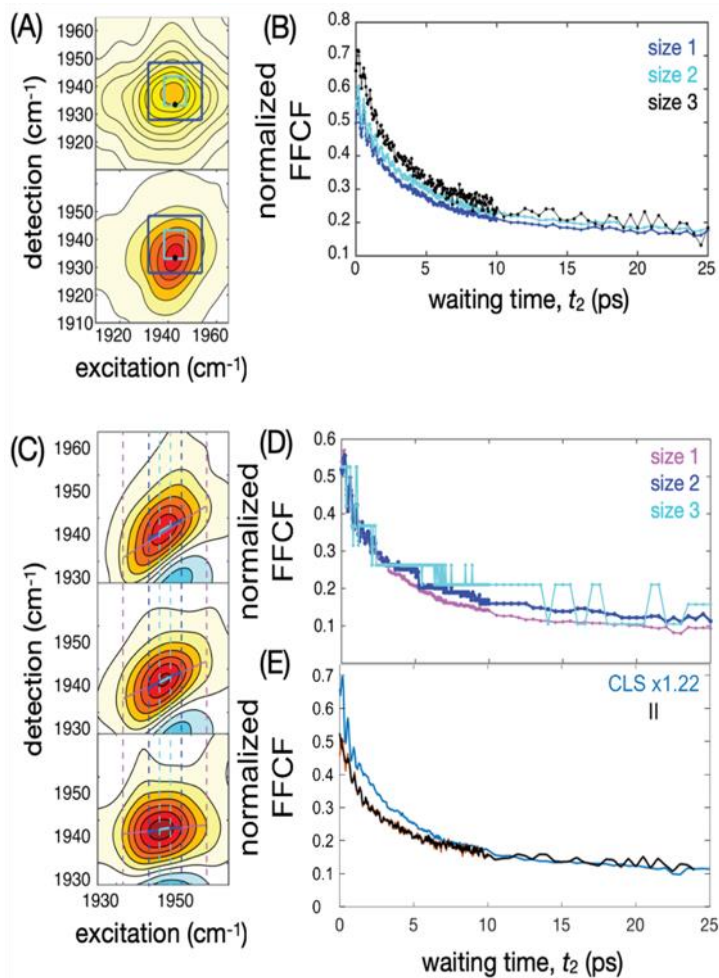 (A)
detection (cm-1)
1960
1950
1940
1930
1920
1950
1940
1930
1920
1910
1920 1940 1960
excitation (cm-1)
(B)
normalized
FFCF
0.8
0.7
0.6
0.5
0.4
0.3
0.2
0.1
size 1
size 2
size 3
0 5 10 15 20 25
waiting time, t2 (ps)
(C)
detection (cm-1)
1960
1950
1940
1930
1950
1940
1930
1950
1940
1930
1930 1950
excitation (cm-1)
(D)
normalized
FFCF
0.6
0.5
0.4
0.3
0.2
0.1
size 1
size 2
size 3
(E)
normalized
FFCF
0.7
0.6
0.5
0.4
0.3
0.2
0.1
0
CLS x1.22
II
0 5 10 15 20 25
waiting time, t2 (ps)